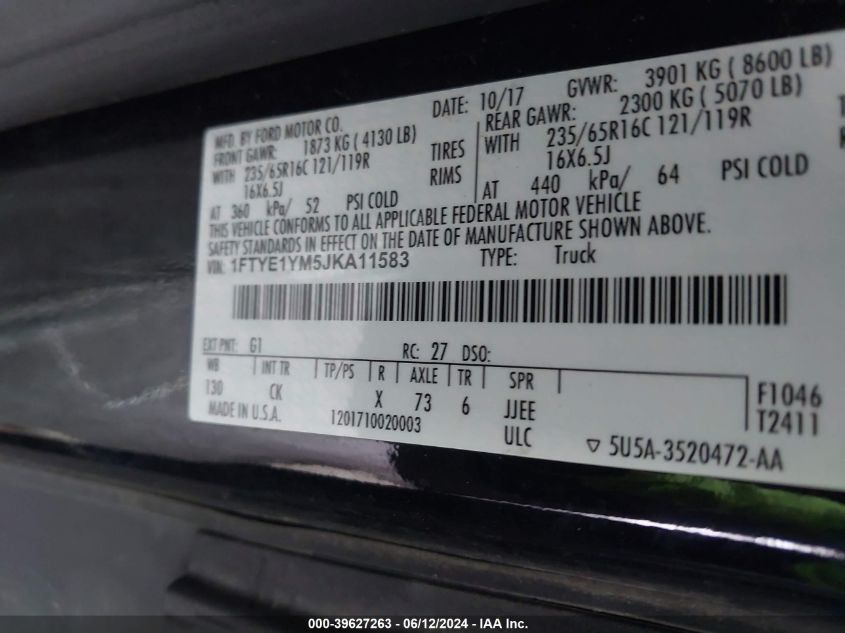 MFD. BY FORD MOTOR CO. DATE: 10/17 GVWR: 3901 KG ( 8600 LB)
FRONT GAWR: 1873 KG ( 4130 LB) REAR GAWR: 2300 KG ( 5070 LB)
WITH 235/65R16C 121/119R TIRES WITH 235/65R16C 121/119R
16X6.5J RIMS 16X6.5J
AT 360 kPa/ 52 PSI COLD AT 440 kPa/ 64 PSI COLD
THIS VEHICLE CONFORMS TO ALL APPLICABLE FEDERAL MOTOR VEHICLE
SAFETY STANDARDS IN EFFECT ON THE DATE OF MANUFACTURE SHOWN ABOVE.
VIN: 1FTYE1YM5JKA11583 TYPE: Truck
EXT PNT: G1 RC: 27 DSO:
WB INT TR TP/PS R AXLE TR SPR
130 CK X 73 6 JJEE F1046
MADE IN U.S.A. 1201710020003 ULC T2411
▽ 5U5A-3520472-AA
000-39627263 - 06/12/2024 - IAA Inc.